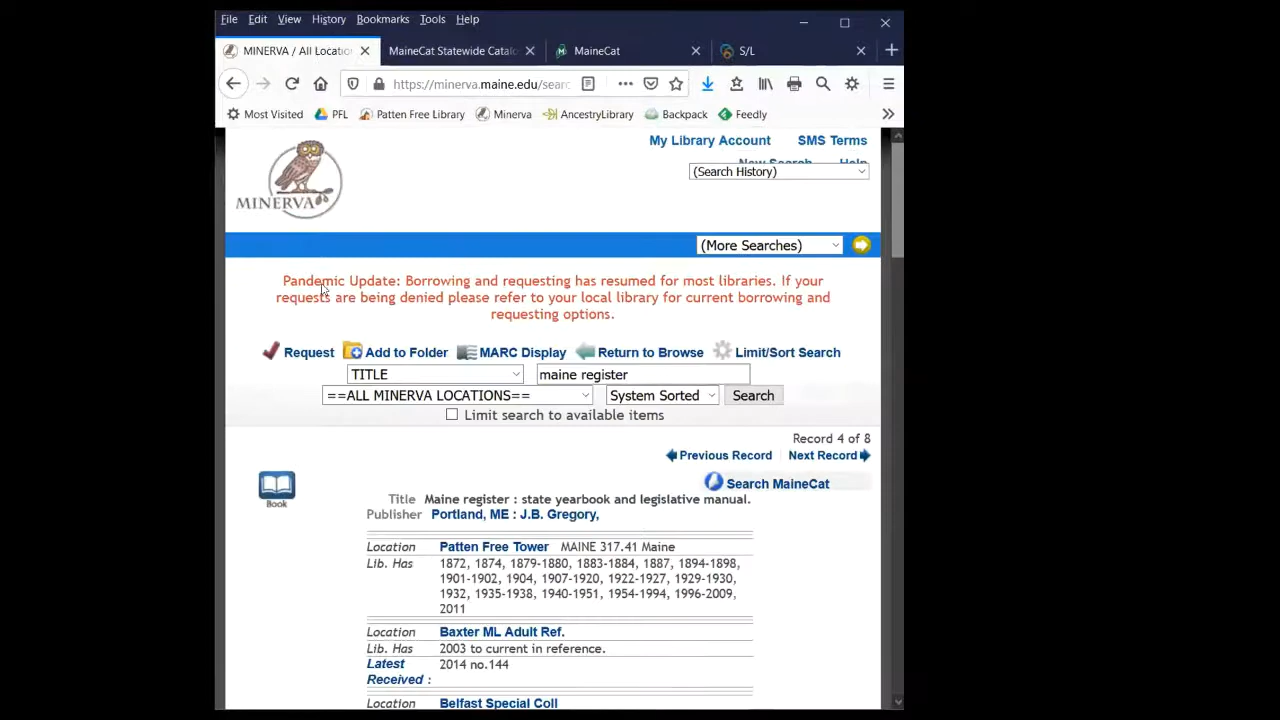 File Edit View History Bookmarks Tools Help
MINERVA / All Locatio MaineCat Statewide Catal MaineCat S/L
https://minerva.maine.edu/sear
Most Visited PFL Patten Free Library Minerva AncestryLibrary Backpack Feedly
My Library Account SMS Terms
New Search Help
(Search History)
MINERVA
(More Searches)
Pandemic Update: Borrowing and requesting has resumed for most libraries. If your
requests are being denied please refer to your local library for current borrowing and
requesting options.
Request Add to Folder MARC Display Return to Browse Limit/Sort Search
TITLE maine register
==ALL MINERVA LOCATIONS== System Sorted Search
Limit search to available items
Record 4 of 8
Previous Record Next Record
Search MaineCat
Book
Title Maine register : state yearbook and legislative manual.
Publisher Portland, ME : J.B. Gregory,
Location Patten Free Tower MAINE 317.41 Maine
Lib. Has 1872, 1874, 1879-1880, 1883-1884, 1887, 1894-1898,
1901-1902, 1904, 1907-1920, 1922-1927, 1929-1930,
1932, 1935-1938, 1940-1951, 1954-1994, 1996-2009,
2011
Location Baxter ML Adult Ref.
Lib. Has 2003 to current in reference.
Latest 2014 no.144
Received :
Location Belfast Special Coll